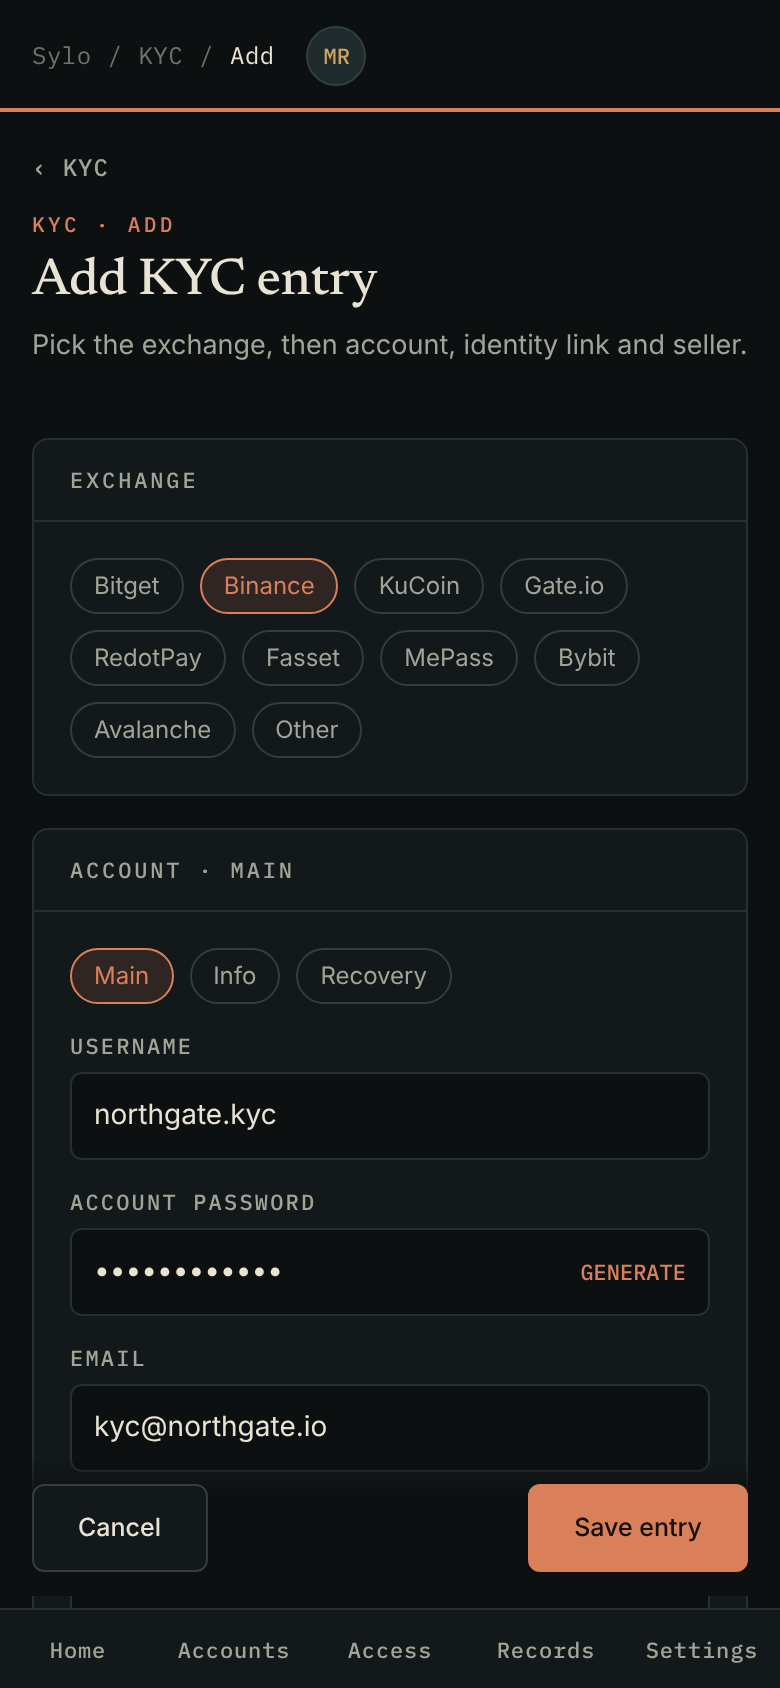 Sylo / KYC / Add MR
‹ KYC
KYC · ADD
Add KYC entry
Pick the exchange, then account, identity link and seller.
EXCHANGE
Bitget Binance KuCoin Gate.io
RedotPay Fasset MePass Bybit
Avalanche Other
ACCOUNT · MAIN
Main Info Recovery
USERNAME
northgate.kyc
ACCOUNT PASSWORD
•••••••••••• GENERATE
EMAIL
kyc@northgate.io
Cancel Save entry
Home Accounts Access Records Settings